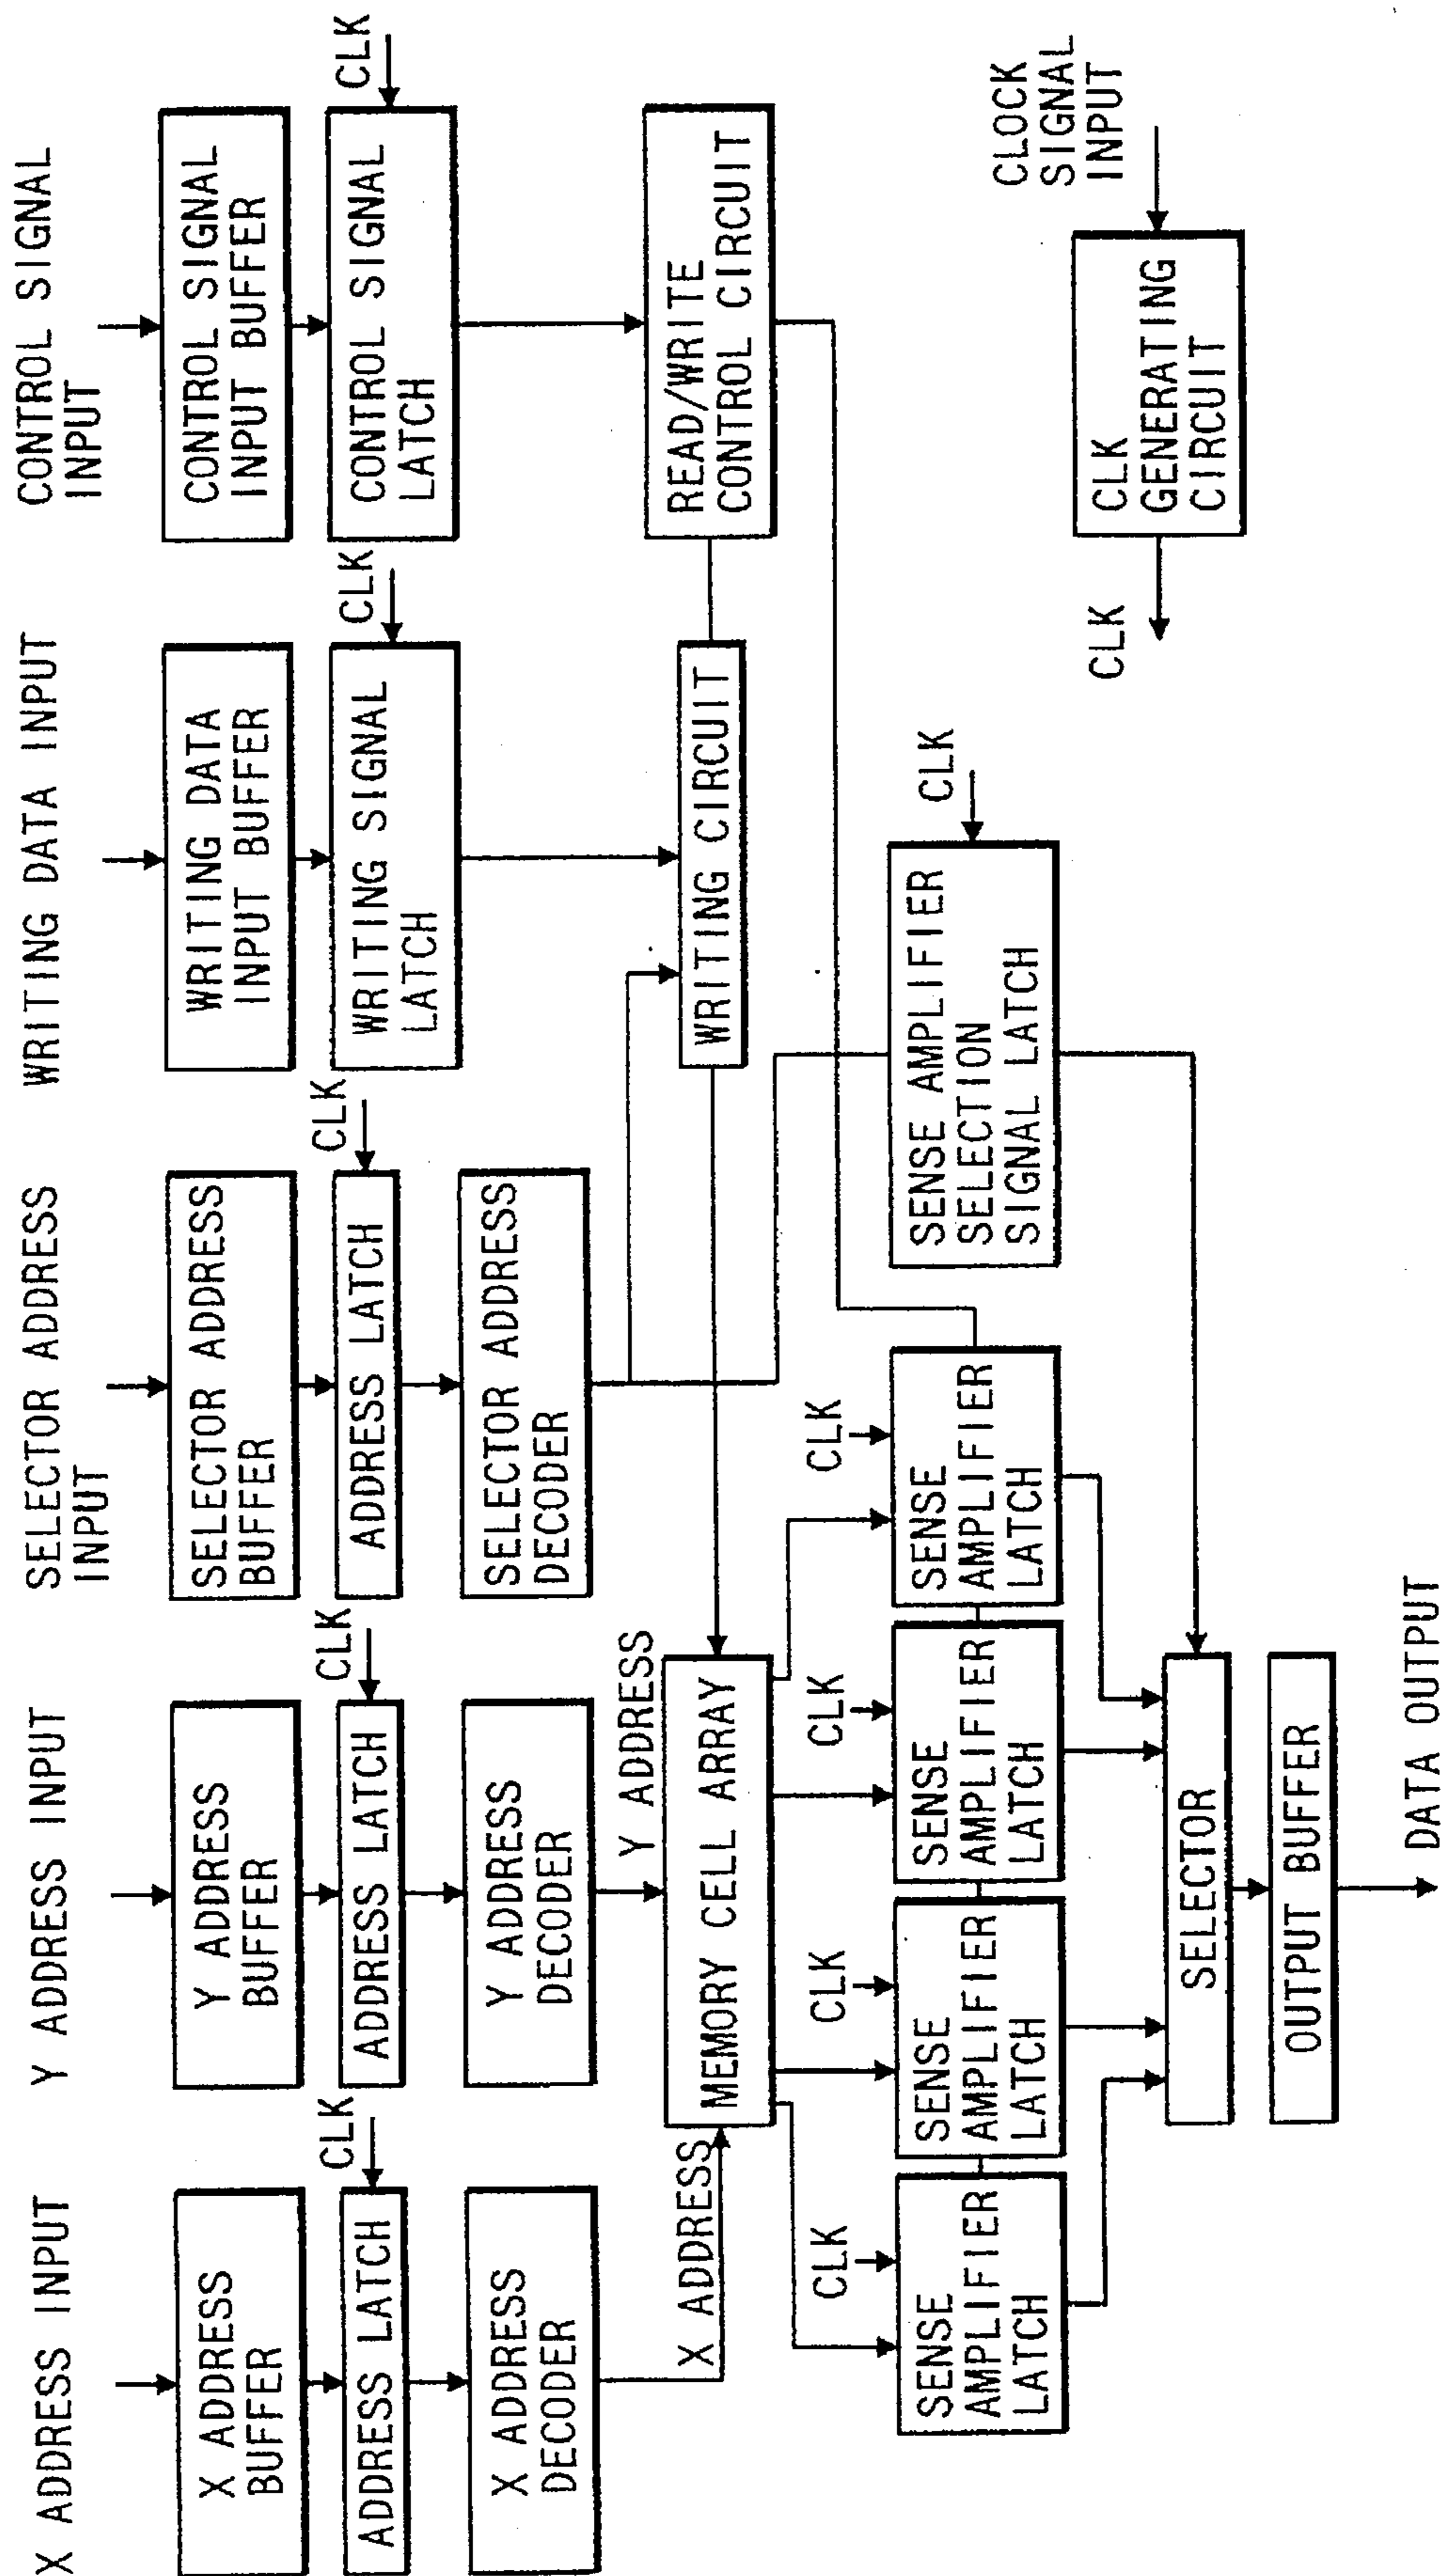 X ADDRESS INPUT
Y ADDRESS INPUT
SELECTOR ADDRESS
INPUT
WRITING DATA INPUT
CONTROL SIGNAL
INPUT
X ADDRESS
BUFFER
Y ADDRESS
BUFFER
SELECTOR ADDRESS
BUFFER
WRITING DATA
INPUT BUFFER
CONTROL SIGNAL
INPUT BUFFER
CLK
CLK
CLK
CLK
CLK
ADDRESS LATCH
ADDRESS LATCH
ADDRESS LATCH
WRITING SIGNAL
LATCH
CONTROL SIGNAL
LATCH
X ADDRESS
DECODER
Y ADDRESS
DECODER
SELECTOR ADDRESS
DECODER
X ADDRESS
Y ADDRESS
MEMORY CELL ARRAY
WRITING CIRCUIT
READ/WRITE
CONTROL CIRCUIT
CLK
CLK
CLK
CLK
CLK
SENSE
AMPLIFIER
LATCH
SENSE
AMPLIFIER
LATCH
SENSE
AMPLIFIER
LATCH
SENSE
AMPLIFIER
LATCH
SENSE AMPLIFIER
SELECTION
SIGNAL LATCH
CLOCK
SIGNAL
INPUT
CLK
CLK
GENERATING
CIRCUIT
SELECTOR
OUTPUT BUFFER
DATA OUTPUT